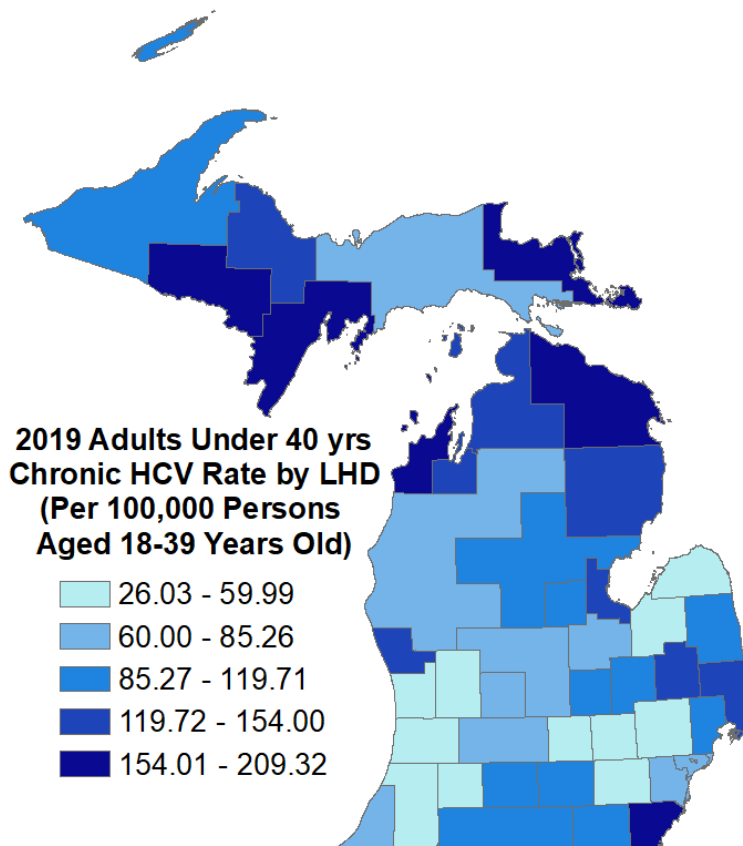 2019 Adults Under 40 yrs
Chronic HCV Rate by LHD
(Per 100,000 Persons
Aged 18-39 Years Old)
26.03 - 59.99
60.00 - 85.26
85.27 - 119.71
119.72 - 154.00
154.01 - 209.32